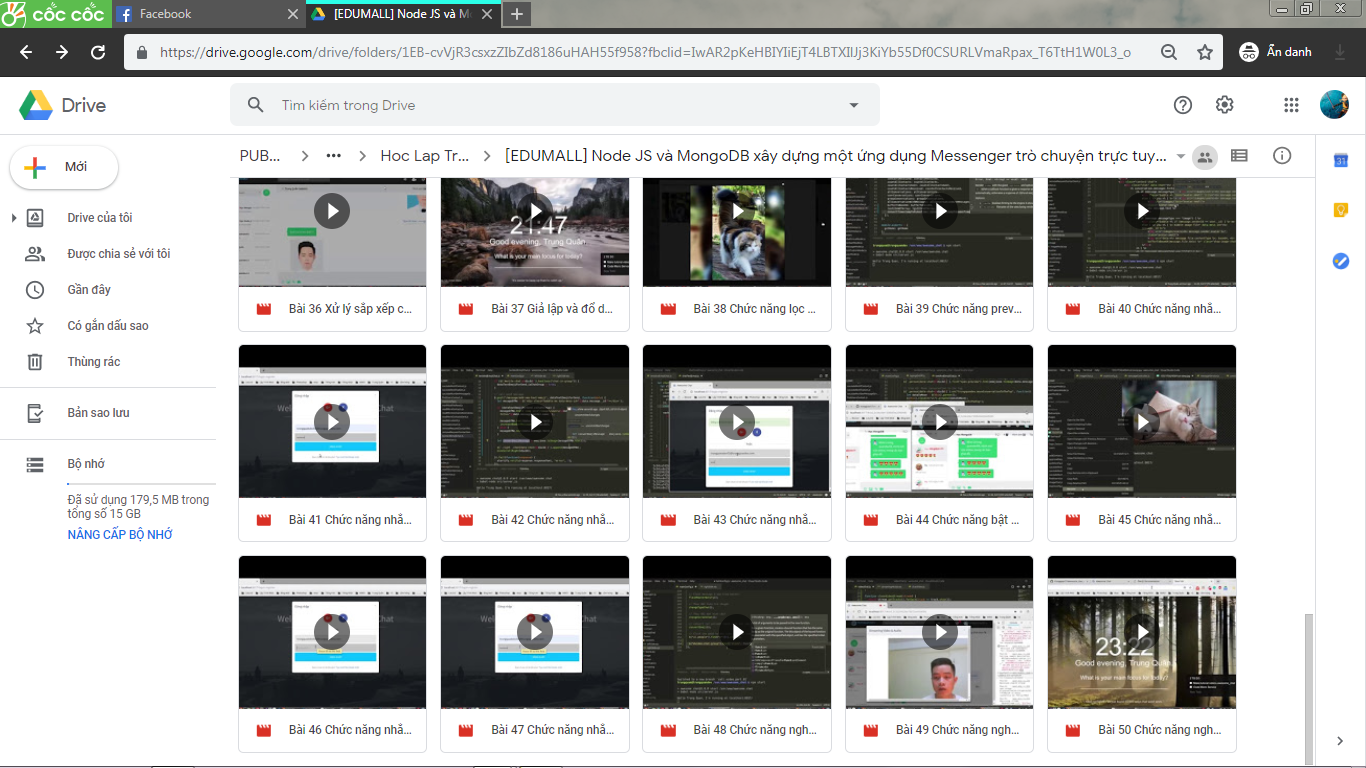 cốc cốc
Facebook
[EDUMALL] Node JS và M
https://drive.google.com/drive/folders/1EB-cvVjR3csxzZIbZd8186uHAH55f958?fbclid=IwAR2pKeHBIYIiEjT4LBTXIlJj3KiYb55Df0CSURLVmaRpax_T6TtH1W0L3_o
Ẩn danh
Drive
Tìm kiếm trong Drive
Mới
PUB... > ••• > Hoc Lap Tr... > [EDUMALL] Node JS và MongoDB xây dựng một ứng dụng Messenger trò chuyện trực tuy...
31
Drive của tôi
Được chia sẻ với tôi
Gần đây
Có gắn dấu sao
Thùng rác
Bản sao lưu
Bộ nhớ
Đã sử dụng 179,5 MB trong
tổng số 15 GB
NÂNG CẤP BỘ NHỚ
21:47
Good evening, Trung Quân
What is your main focus for today?
Bài 36 Xử lý sắp xếp c...
Bài 37 Giả lập và đổ d...
Bài 38 Chức năng lọc ...
Bài 39 Chức năng prev...
Bài 40 Chức năng nhắ...
Bài 41 Chức năng nhắ...
Bài 42 Chức năng nhắ...
Bài 43 Chức năng nhắ...
Bài 44 Chức năng bật ...
Bài 45 Chức năng nhắ...
23:22
Good evening, Trung Quân
What is your main focus for today?
Bài 46 Chức năng nhắ...
Bài 47 Chức năng nhắ...
Bài 48 Chức năng ngh...
Bài 49 Chức năng ngh...
Bài 50 Chức năng ngh...